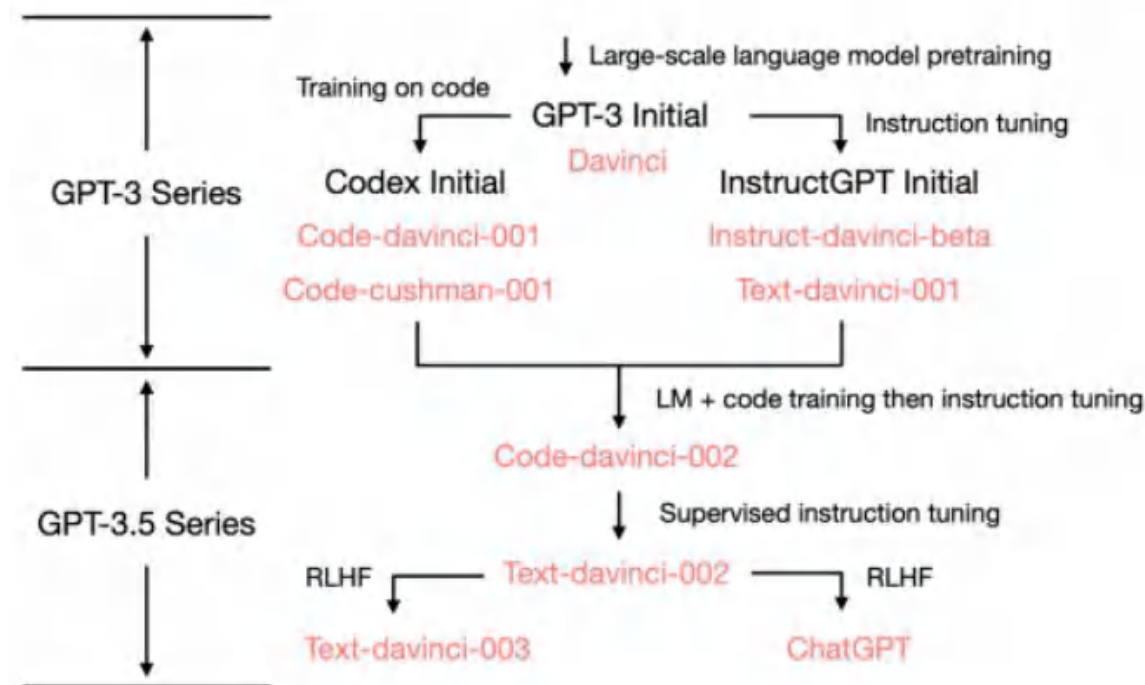 Large-scale language model pretraining
Training on code
GPT-3 Initial
Instruction tuning
Davinci
GPT-3 Series
Codex Initial
InstructGPT Initial
Code-davinci-001
Instruct-davinci-beta
Code-cushman-001
Text-davinci-001
LM + code training then instruction tuning
Code-davinci-002
GPT-3.5 Series
Supervised instruction tuning
RLHF
Text-davinci-002
RLHF
Text-davinci-003
ChatGPT